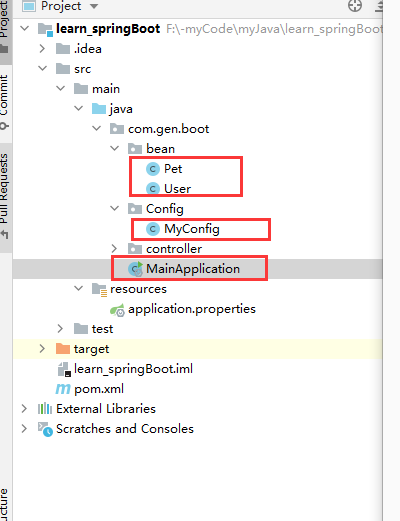 Project
learn_springBoot F:\-myCode\myJava\learn_springBoot
.idea
src
main
java
com.gen.boot
bean
Pet
User
Config
MyConfig
controller
MainApplication
resources
application.properties
test
target
learn_springBoot.iml
pom.xml
External Libraries
Scratches and Consoles
Project
Commit
Pull Requests